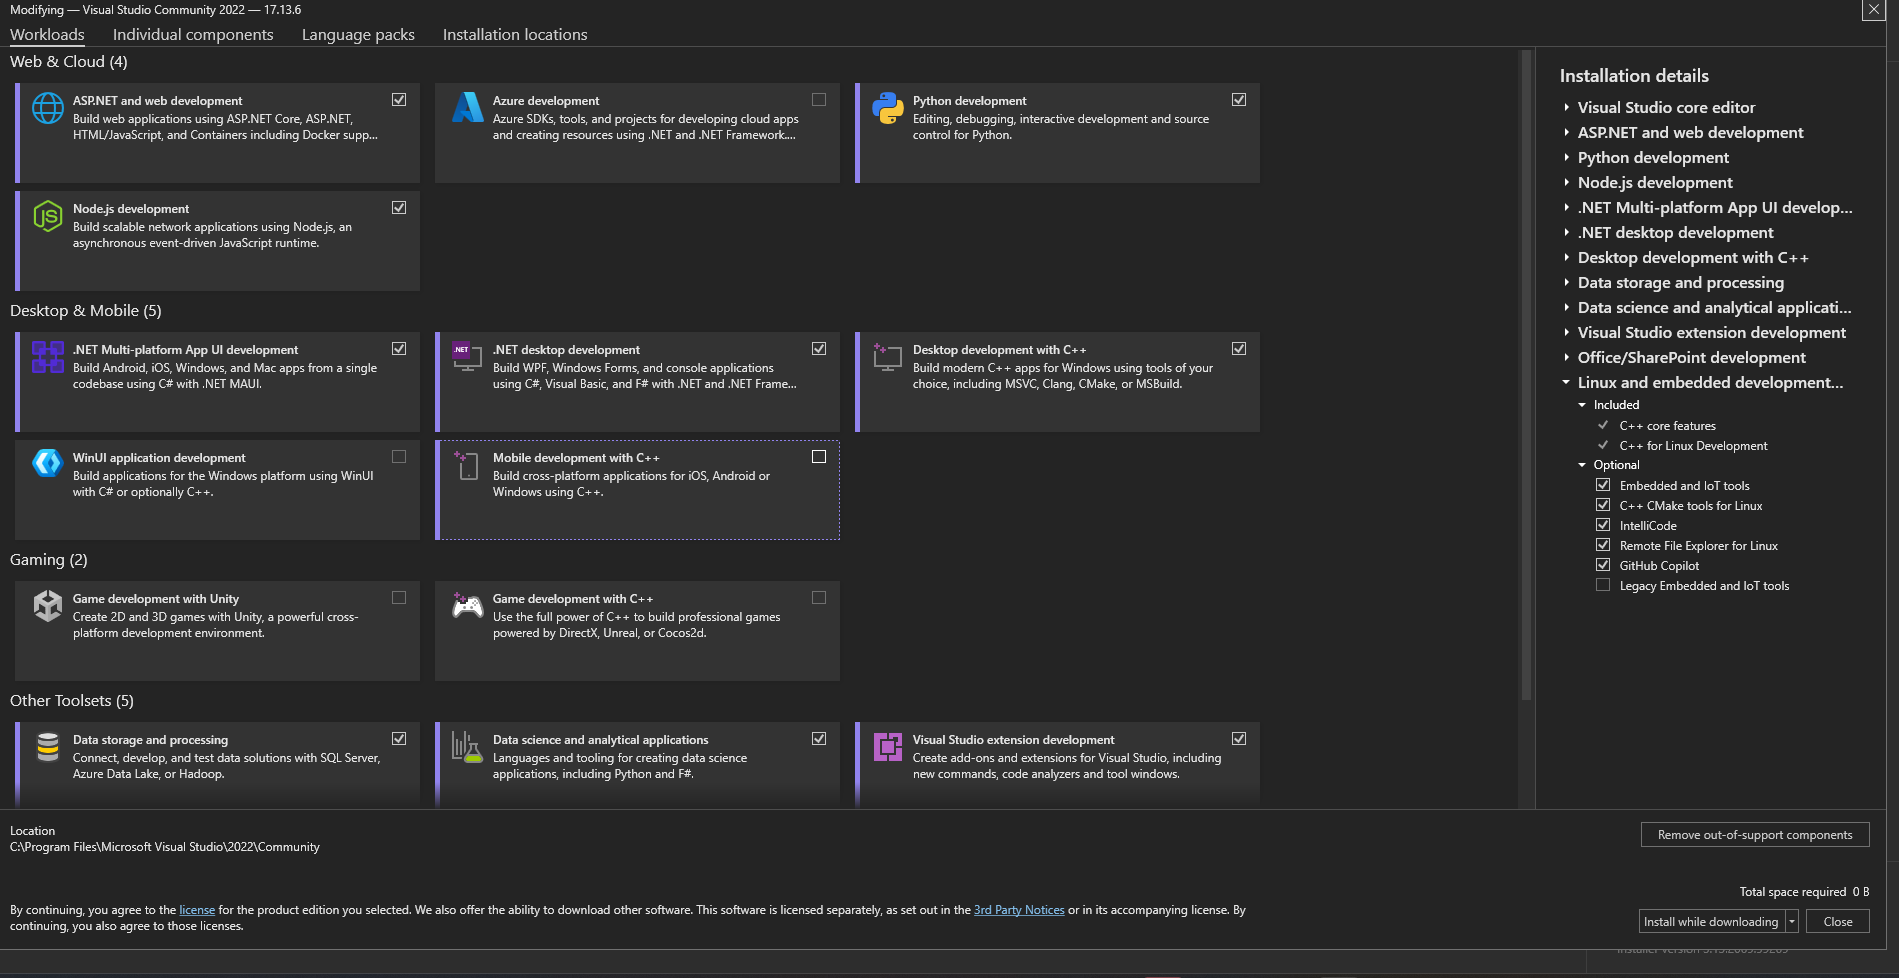 Modifying — Visual Studio Community 2022 — 17.13.6
Workloads
Individual components
Language packs
Installation locations
Web & Cloud (4)
ASP.NET and web development
Build web applications using ASP.NET Core, ASP.NET,
HTML/JavaScript, and Containers including Docker supp...
Azure development
Azure SDKs, tools, and projects for developing cloud apps
and creating resources using .NET and .NET Framework....
Python development
Editing, debugging, interactive development and source
control for Python.
JS
Node.js development
Build scalable network applications using Node.js, an
asynchronous event-driven JavaScript runtime.
Desktop & Mobile (5)
.NET Multi-platform App UI development
Build Android, iOS, Windows, and Mac apps from a single
codebase using C# with .NET MAUI.
.NET
.NET desktop development
Build WPF, Windows Forms, and console applications
using C#, Visual Basic, and F# with .NET and .NET Frame...
Desktop development with C++
Build modern C++ apps for Windows using tools of your
choice, including MSVC, Clang, CMake, or MSBuild.
WinUI application development
Build applications for the Windows platform using WinUI
with C# or optionally C++.
Mobile development with C++
Build cross-platform applications for iOS, Android or
Windows using C++.
Gaming (2)
Game development with Unity
Create 2D and 3D games with Unity, a powerful cross-
platform development environment.
Game development with C++
Use the full power of C++ to build professional games
powered by DirectX, Unreal, or Cocos2d.
Other Toolsets (5)
Data storage and processing
Connect, develop, and test data solutions with SQL Server,
Azure Data Lake, or Hadoop.
Data science and analytical applications
Languages and tooling for creating data science
applications, including Python and F#.
Visual Studio extension development
Create add-ons and extensions for Visual Studio, including
new commands, code analyzers and tool windows.
Installation details
Visual Studio core editor
ASP.NET and web development
Python development
Node.js development
.NET Multi-platform App UI develop...
.NET desktop development
Desktop development with C++
Data storage and processing
Data science and analytical applicati...
Visual Studio extension development
Office/SharePoint development
Linux and embedded development...
Included
C++ core features
C++ for Linux Development
Optional
Embedded and IoT tools
C++ CMake tools for Linux
IntelliCode
Remote File Explorer for Linux
GitHub Copilot
Legacy Embedded and IoT tools
Location
C:\Program Files\Microsoft Visual Studio\2022\Community
Remove out-of-support components
Total space required 0 B
By continuing, you agree to the license for the product edition you selected. We also offer the ability to download other software. This software is licensed separately, as set out in the 3rd Party Notices or in its accompanying license. By
continuing, you also agree to those licenses.
Install while downloading
Close